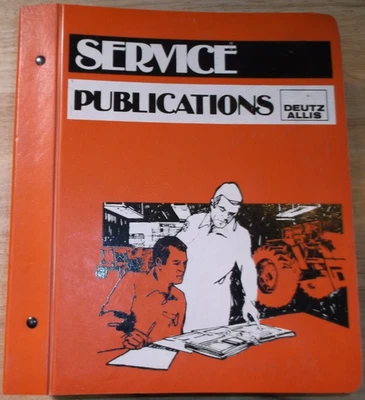 SERVICE
PUBLICATIONS
DEUTZ
ALLIS